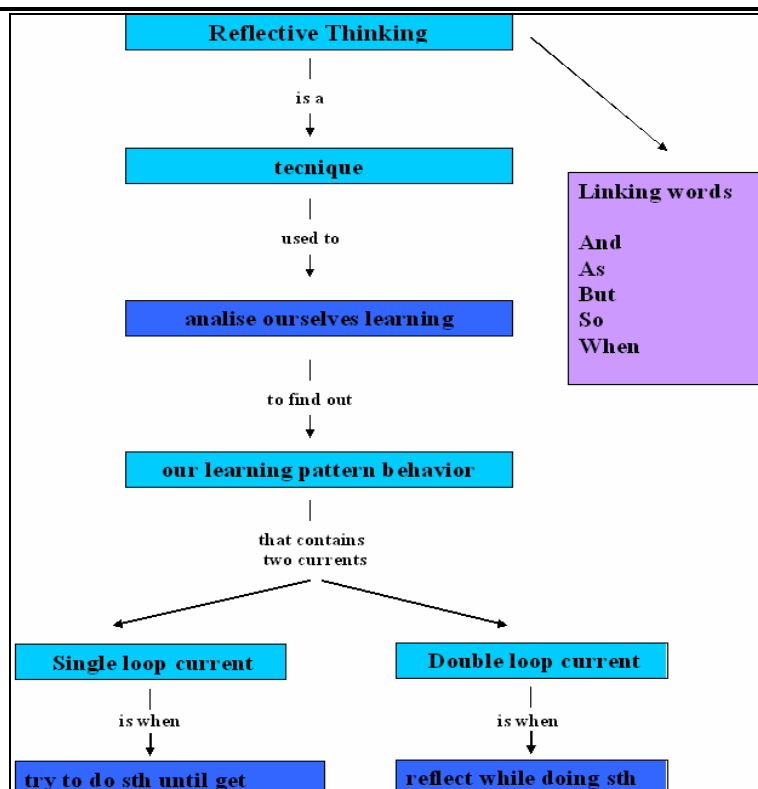 Reflective Thinking
is a
tecnique
used to
analise ourselves learning
to find out
our learning pattern behavior
that contains
two currents
Single loop current
is when
try to do sth until get
Double loop current
is when
reflect while doing sth
Linking words
And
As
But
So
When